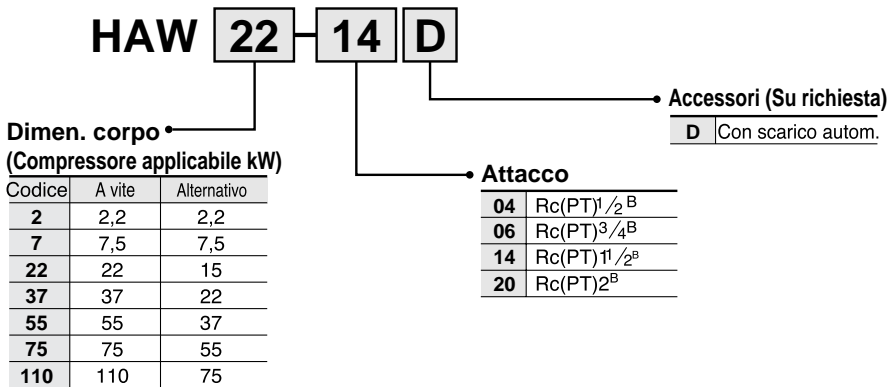 HAW 22-14 D
Accessori (Su richiesta)
D Con scarico autom.
Dimen. corpo
(Compressore applicabile kW)
Codice A vite Alternativo
2 2,2 2,2
7 7,5 7,5
22 22 15
37 37 22
55 55 37
75 75 55
110 110 75
Attacco
04 Rc(PT)1/2 B
06 Rc(PT)3/4B
14 Rc(PT)11/2B
20 Rc(PT)2B